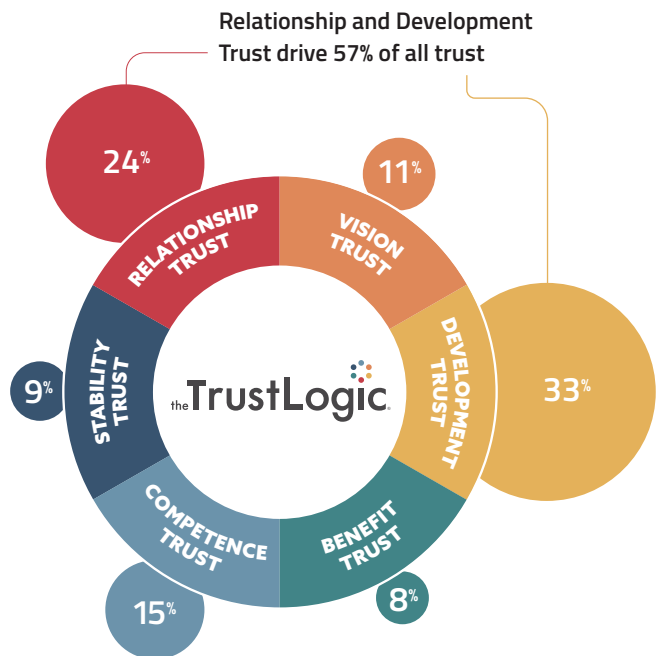 Relationship and Development
Trust drive 57% of all trust
24%
11%
RELATIONSHIP
TRUST
VISION
TRUST
DEVELOPMENT
TRUST
33%
STABILITY
TRUST
9%
the TrustLogic®
COMPETENCE
TRUST
BENEFIT
TRUST
15%
8%